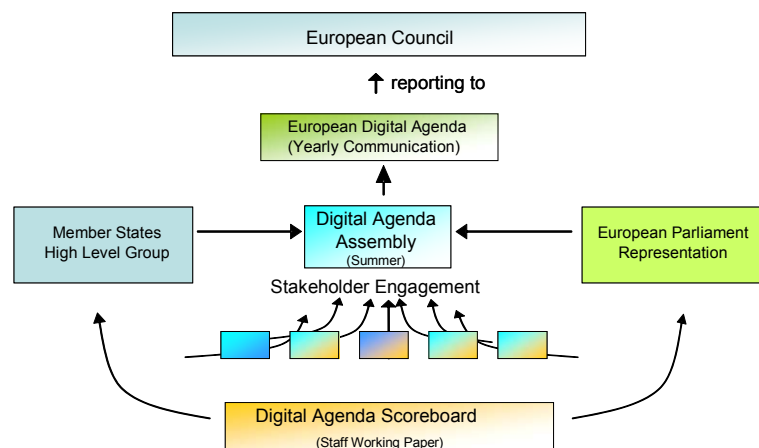 European Council
reporting to
European Digital Agenda
(Yearly Communication)
Member States
High Level Group
Digital Agenda
Assembly
(Summer)
European Parliament
Representation
Stakeholder Engagement
Digital Agenda Scoreboard
(Staff Working Paper)